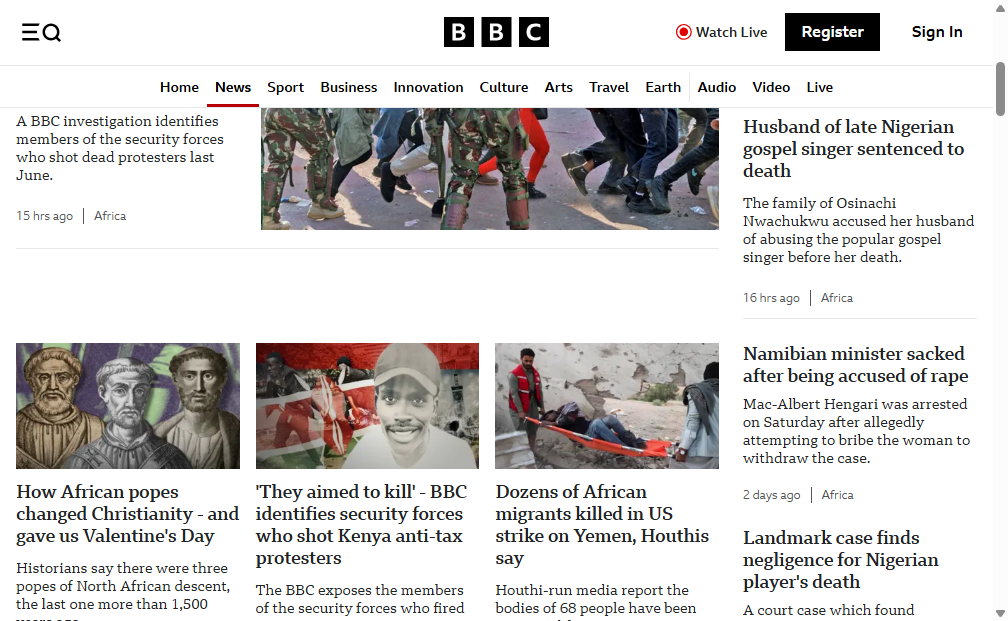 BBC
Watch Live
Register
Sign In
Home News Sport Business Innovation Culture Arts Travel Earth Audio Video Live
A BBC investigation identifies
members of the security forces
who shot dead protesters last
June.
15 hrs ago | Africa
Husband of late Nigerian
gospel singer sentenced to
death
The family of Osinachi
Nwachukwu accused her husband
of abusing the popular gospel
singer before her death.
16 hrs ago | Africa
Namibian minister sacked
after being accused of rape
Mac-Albert Hengari was arrested
on Saturday after allegedly
attempting to bribe the woman to
withdraw the case.
2 days ago | Africa
Landmark case finds
negligence for Nigerian
player's death
A court case which found
How African popes
changed Christianity - and
gave us Valentine's Day
Historians say there were three
popes of North African descent,
the last one more than 1,500
'They aimed to kill' - BBC
identifies security forces
who shot Kenya anti-tax
protesters
The BBC exposes the members
of the security forces who fired
Dozens of African
migrants killed in US
strike on Yemen, Houthis
say
Houthi-run media report the
bodies of 68 people have been